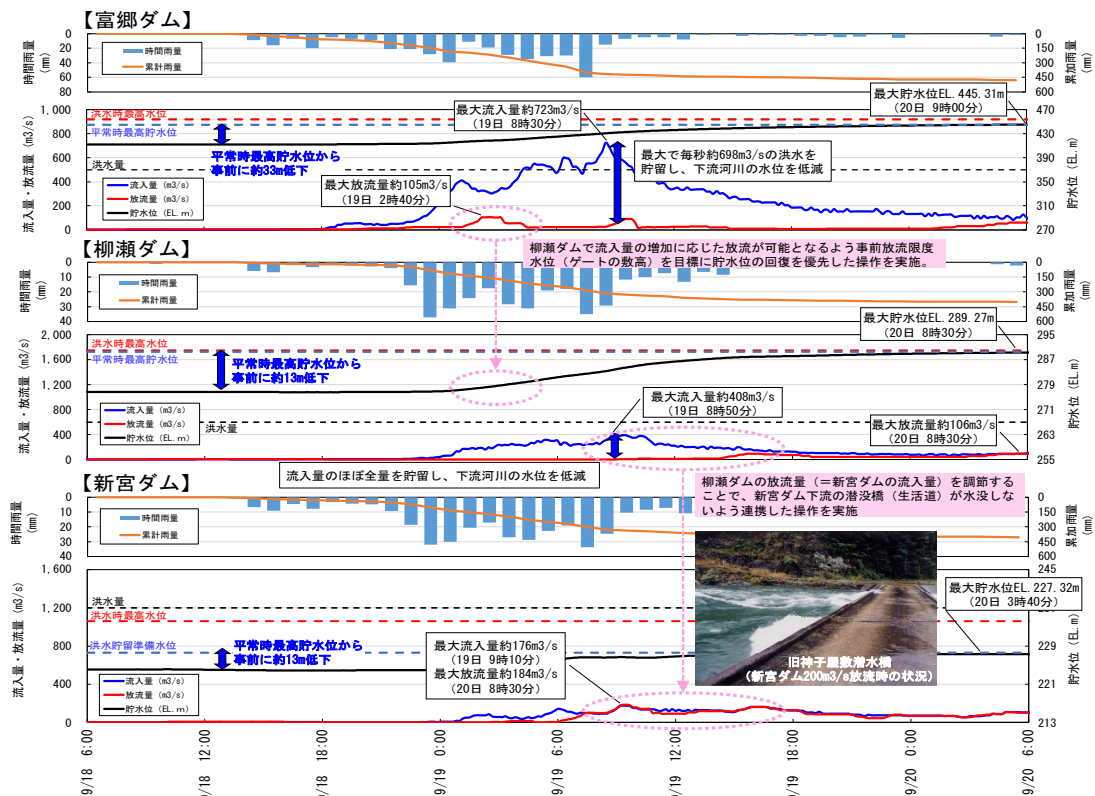 【富郷ダム】
時間雨量
(mm)
0
20
40
60
80
時間雨量
累計雨量
0
150
300
450
600
累加雨量
(mm)
流入量・放流量 (m3/s)
1,000
800
600
400
200
0
洪水時最高水位
平常時最高貯水位
洪水量
平常時最高貯水位から
事前に約33m低下
流入量 (m3/s)
放流量 (m3/s)
貯水位 (EL.m)
最大放流量約105m3/s
(19日 2時40分)
最大流入量約723m3/s
(19日 8時30分)
最大で毎秒約698m3/sの洪水を
貯留し、下流河川の水位を低減
最大貯水位EL.445.31m
(20日 9時00分)
470
430
390
350
310
270
貯水位 (EL.m)
【柳瀬ダム】
柳瀬ダムで流入量の増加に応じた放流が可能となるよう事前放流限度
水位(ゲートの敷高)を目標に貯水位の回復を優先した操作を実施。
時間雨量
(mm)
0
10
20
30
40
時間雨量
累計雨量
0
150
300
450
600
累加雨量
(mm)
流入量・放流量 (m3/s)
2,000
1,600
1,200
800
400
0
洪水時最高水位
平常時最高貯水位
平常時最高貯水位から
事前に約13m低下
流入量 (m3/s)
放流量 (m3/s)
貯水位 (EL.m)
洪水量
最大流入量約408m3/s
(19日 8時50分)
最大貯水位EL.289.27m
(20日 8時30分)
最大放流量約106m3/s
(20日 8時30分)
295
287
279
271
263
255
貯水位 (EL.m)
流入量のほぼ全量を貯留し、下流河川の水位を低減
【新宮ダム】
柳瀬ダムの放流量(=新宮ダムの流入量)を調節する
ことで、新宮ダム下流の潜没橋(生活道)が水没しな
いよう連携した操作を実施
時間雨量
(mm)
0
10
20
30
40
時間雨量
累計雨量
0
150
300
450
600
累加雨量
(mm)
流入量・放流量 (m3/s)
1,600
1,200
800
400
0
洪水量
洪水時最高水位
洪水貯留準備水位
平常時最高貯水位から
事前に約13m低下
流入量 (m3/s)
放流量 (m3/s)
貯水位 (EL.m)
最大流入量約176m3/s
(19日 9時10分)
最大放流量約184m3/s
(20日 8時30分)
旧神子屋敷潜水橋
(新宮ダム200m3/s放流時の状況)
最大貯水位EL.227.32m
(20日 3時40分)
245
229
221
213
貯水位 (EL.m)
6:00
12:00
18:00
0:00
6:00
12:00
18:00
0:00
6:00
9/18
/18
/18
9/19
9/19
/19
/19
9/20
9/20